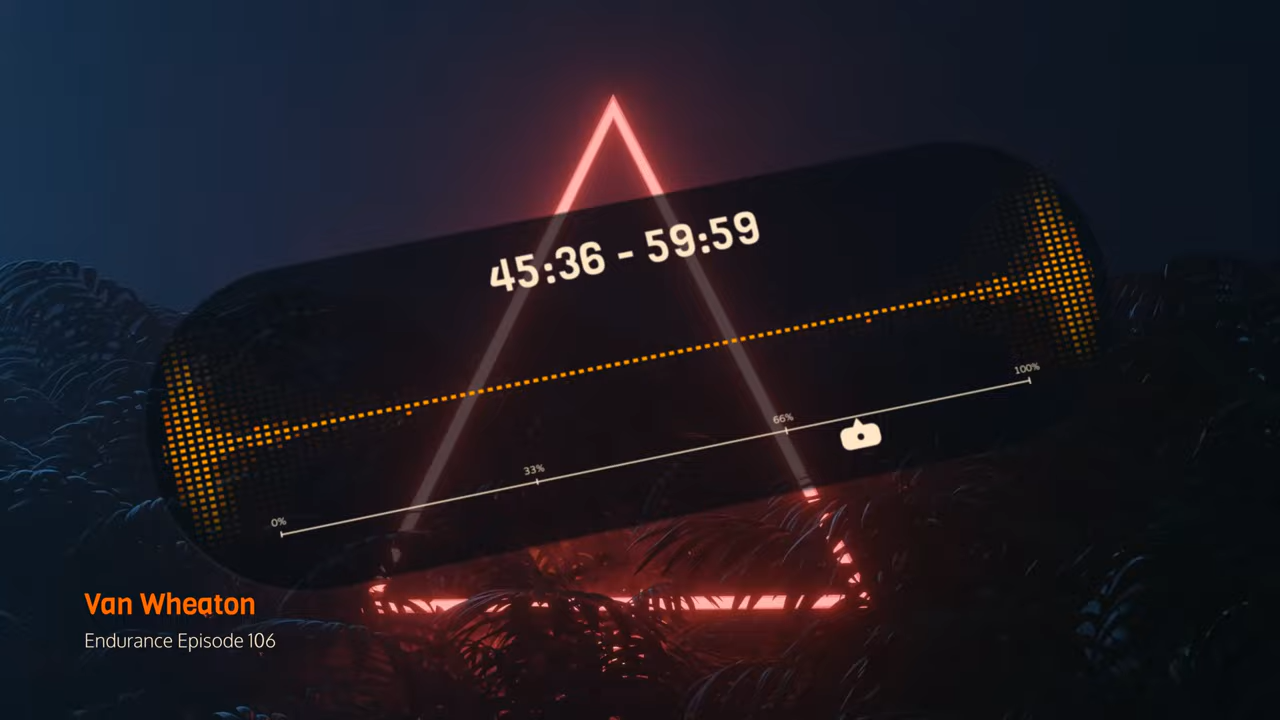 45:36 - 59:59
100%
66%
33%
0%
Van Wheaton
Endurance Episode 106